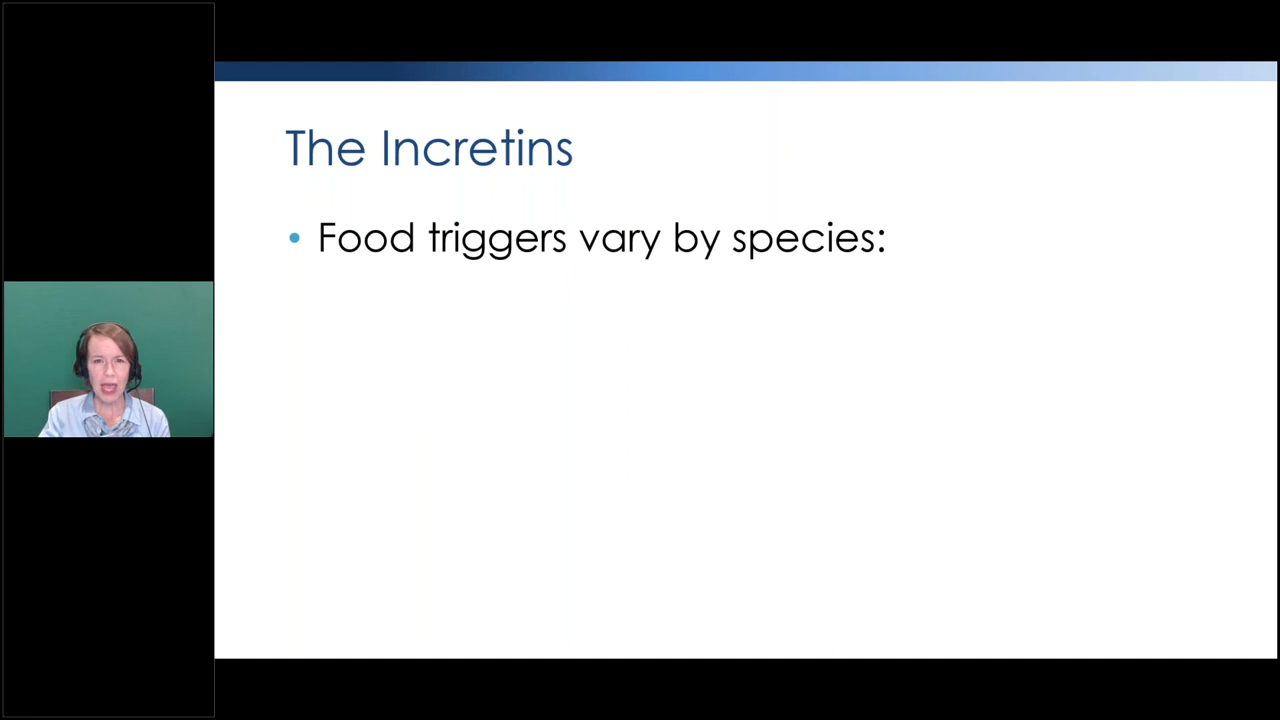 The Incretins
• Food triggers vary by species: